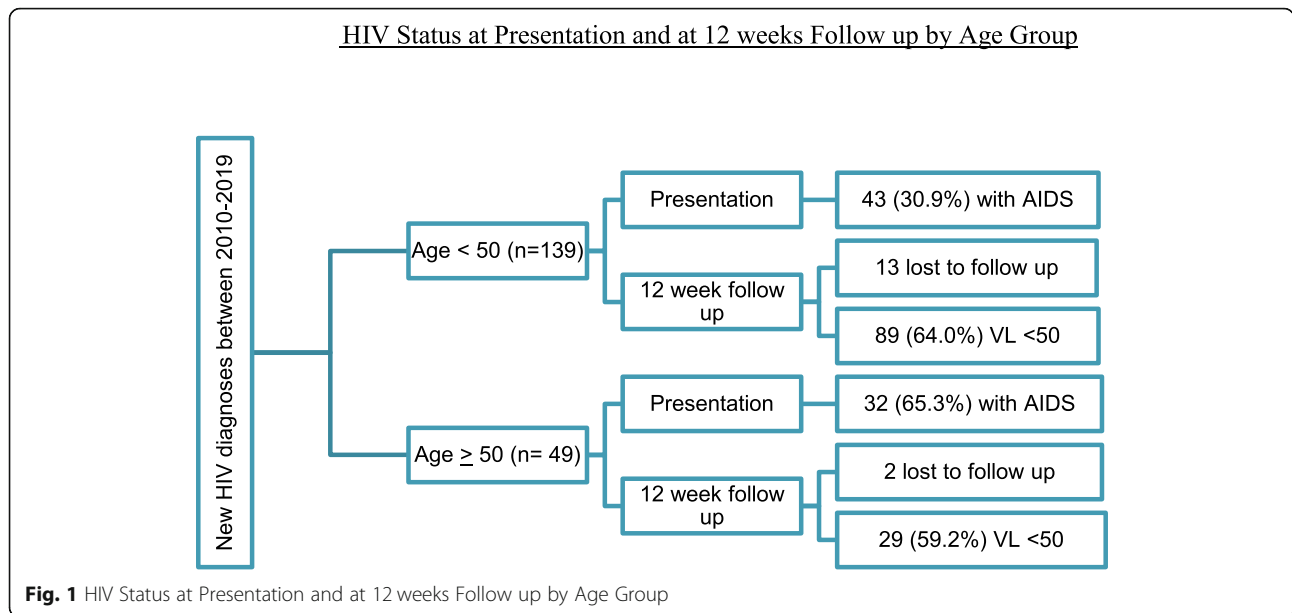 HIV Status at Presentation and at 12 weeks Follow up by Age Group
New HIV diagnoses between 2010-2019
Age < 50 (n=139)
Presentation
43 (30.9%) with AIDS
12 week follow
up
13 lost to follow up
89 (64.0%) VL <50
Age ≥ 50 (n= 49)
Presentation
32 (65.3%) with AIDS
12 week follow
up
2 lost to follow up
29 (59.2%) VL <50
Fig. 1 HIV Status at Presentation and at 12 weeks Follow up by Age Group